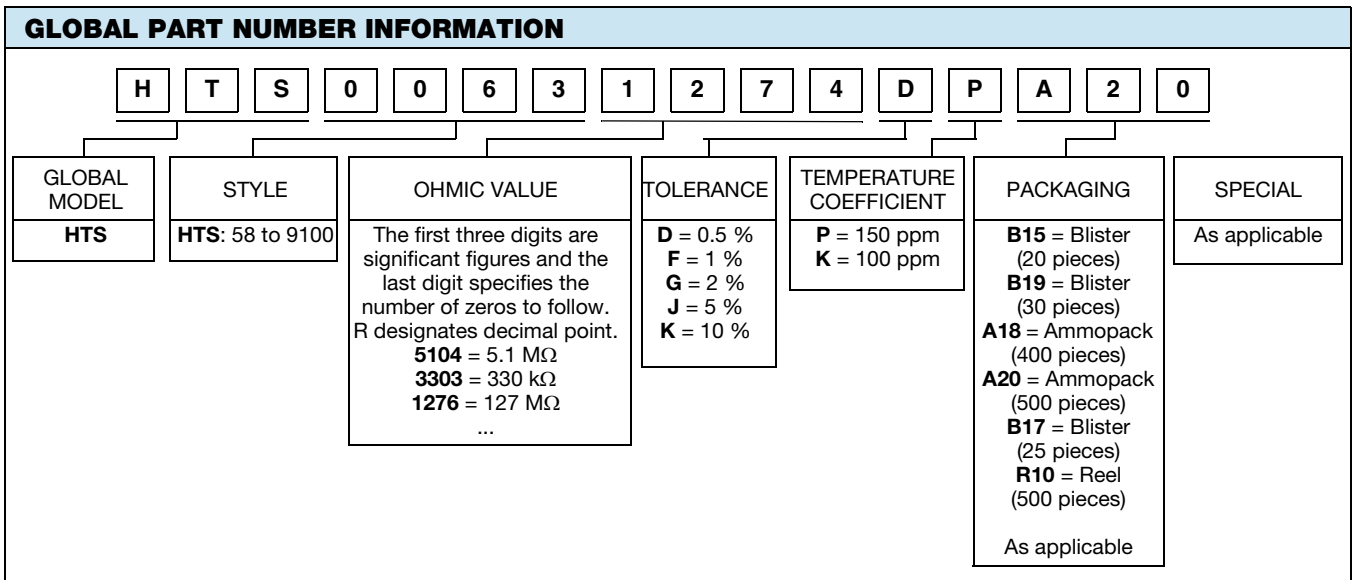 GLOBAL PART NUMBER INFORMATION
H T S 0 0 6 3 1 2 7 4 D P A 2 0
GLOBAL
MODEL
HTS
STYLE
HTS: 58 to 9100
OHMIC VALUE
The first three digits are
significant figures and the
last digit specifies the
number of zeros to follow.
R designates decimal point.
5104 = 5.1 MΩ
3303 = 330 kΩ
1276 = 127 MΩ
...
TOLERANCE
D = 0.5 %
F = 1 %
G = 2 %
J = 5 %
K = 10 %
TEMPERATURE
COEFFICIENT
P = 150 ppm
K = 100 ppm
PACKAGING
B15 = Blister
(20 pieces)
B19 = Blister
(30 pieces)
A18 = Ammopack
(400 pieces)
A20 = Ammopack
(500 pieces)
B17 = Blister
(25 pieces)
R10 = Reel
(500 pieces)
As applicable
SPECIAL
As applicable